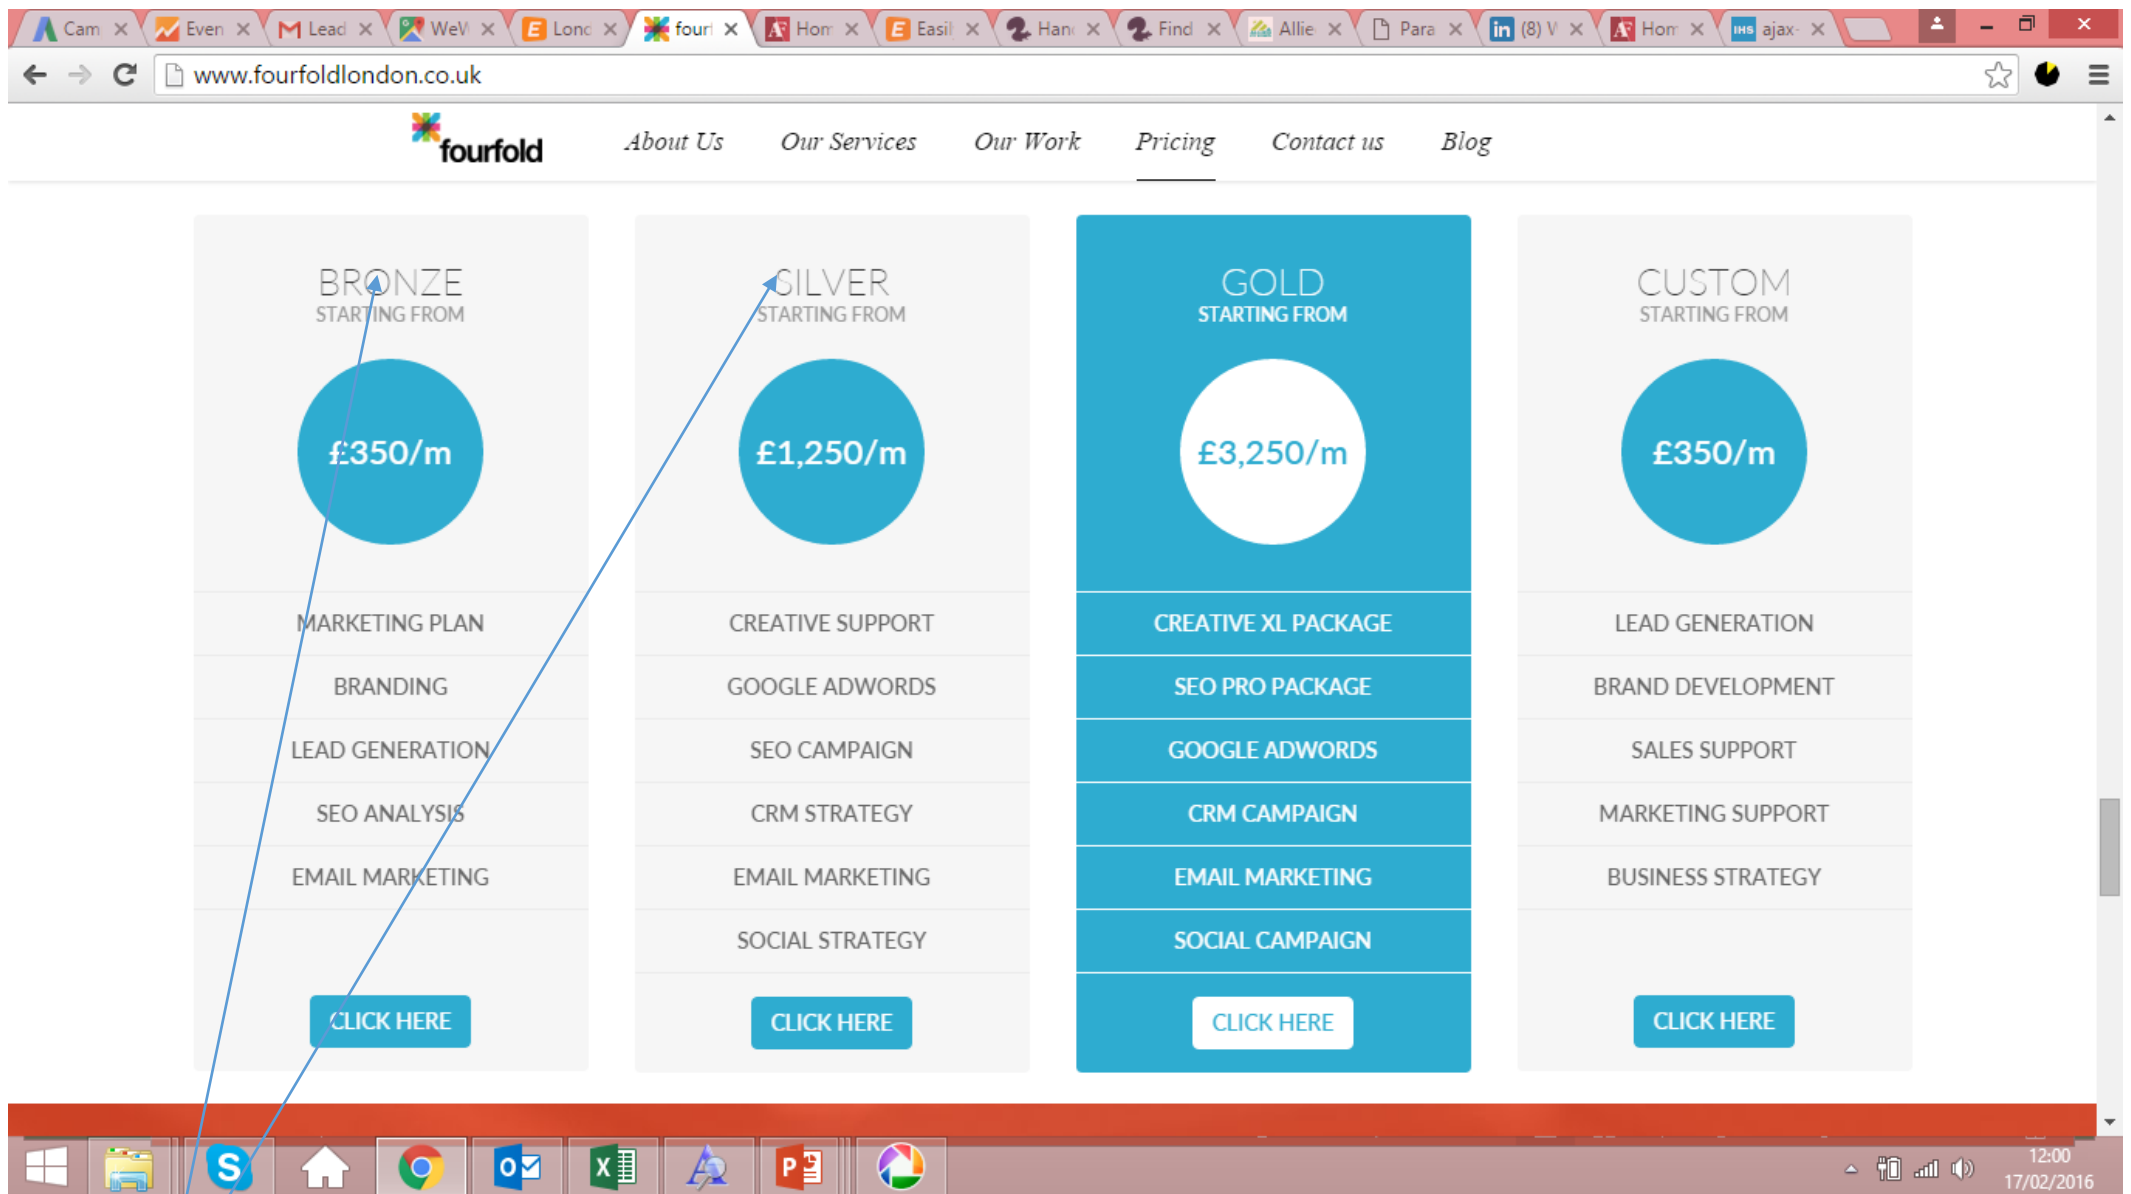 Cam Even Lead WeW Lond fourf Hom Easil Hand Find Allie Para (8) V Hom ajax-
www.fourfoldlondon.co.uk
fourfold About Us Our Services Our Work Pricing Contact us Blog
BRONZE
STARTING FROM
£350/m
MARKETING PLAN
BRANDING
LEAD GENERATION
SEO ANALYSIS
EMAIL MARKETING
CLICK HERE
SILVER
STARTING FROM
£1,250/m
CREATIVE SUPPORT
GOOGLE ADWORDS
SEO CAMPAIGN
CRM STRATEGY
EMAIL MARKETING
SOCIAL STRATEGY
CLICK HERE
GOLD
STARTING FROM
£3,250/m
CREATIVE XL PACKAGE
SEO PRO PACKAGE
GOOGLE ADWORDS
CRM CAMPAIGN
EMAIL MARKETING
SOCIAL CAMPAIGN
CLICK HERE
CUSTOM
STARTING FROM
£350/m
LEAD GENERATION
BRAND DEVELOPMENT
SALES SUPPORT
MARKETING SUPPORT
BUSINESS STRATEGY
CLICK HERE
12:00
17/02/2016